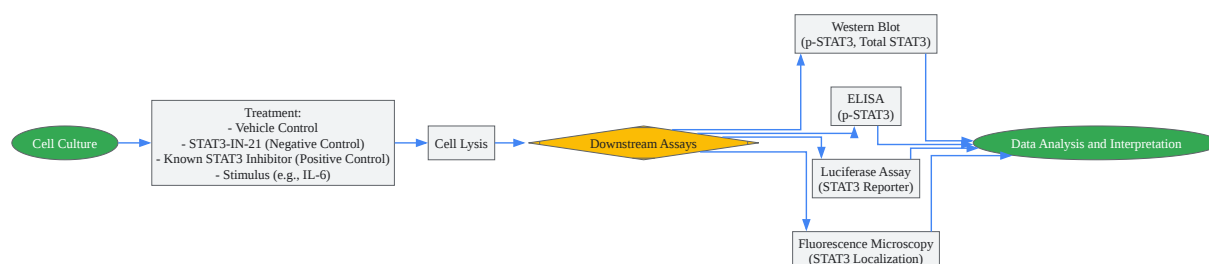 Cell Culture
Treatment:
- Vehicle Control
- STAT3-IN-21 (Negative Control)
- Known STAT3 Inhibitor (Positive Control)
- Stimulus (e.g., IL-6)
Cell Lysis
Downstream Assays
Western Blot
(p-STAT3, Total STAT3)
ELISA
(p-STAT3)
Luciferase Assay
(STAT3 Reporter)
Fluorescence Microscopy
(STAT3 Localization)
Data Analysis and Interpretation